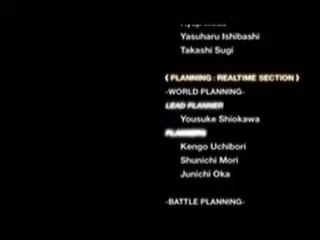 Yasuharu Ishibashi
Takashi Sugi
( PLANNING : REALTIME SECTION )
-WORLD PLANNING-
LEAD PLANNER
Yousuke Shiokawa
PLANNERS
Kengo Uchibori
Shunichi Mori
Junichi Oka
-BATTLE PLANNING-